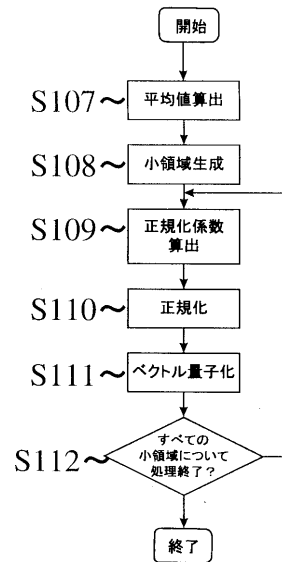 開始
S107〜 平均値算出
S108〜 小領域生成
S109〜 正規化係数
算出
S110〜 正規化
S111〜 ベクトル量子化
すべての
S112〜 小領域について
処理終了?
終了